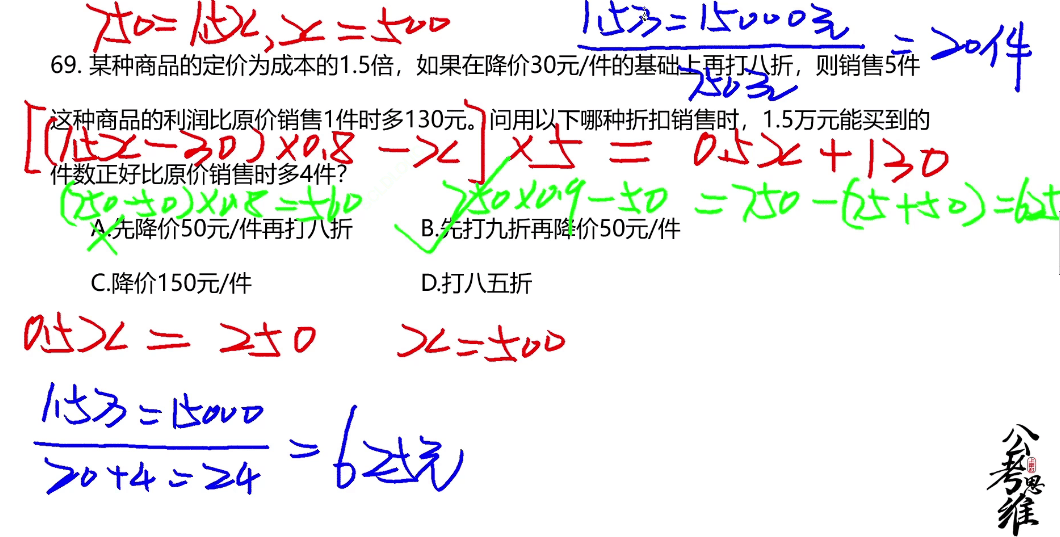 750=1.5x,x=500
1.5万=15000元
=20件
750元
69. 某种商品的定价为成本的1.5倍，如果在降价30元/件的基础上再打八折，则销售5件
这种商品的利润比原价销售1件时多130元。问用以下哪种折扣销售时，1.5万元能买到的
[(1.5x-30)×0.8-x]×5=0.5x+130
件数正好比原价销售时多4件?
(750-50)×0.8=560
750×0.9-50=750-(75+50)=625
A.先降价50元/件再打八折
B.先打九折再降价50元/件
C.降价150元/件
D.打八五折
0.5x=250 x=500
1.5万=15000
=625元
20+4=24
公考思维